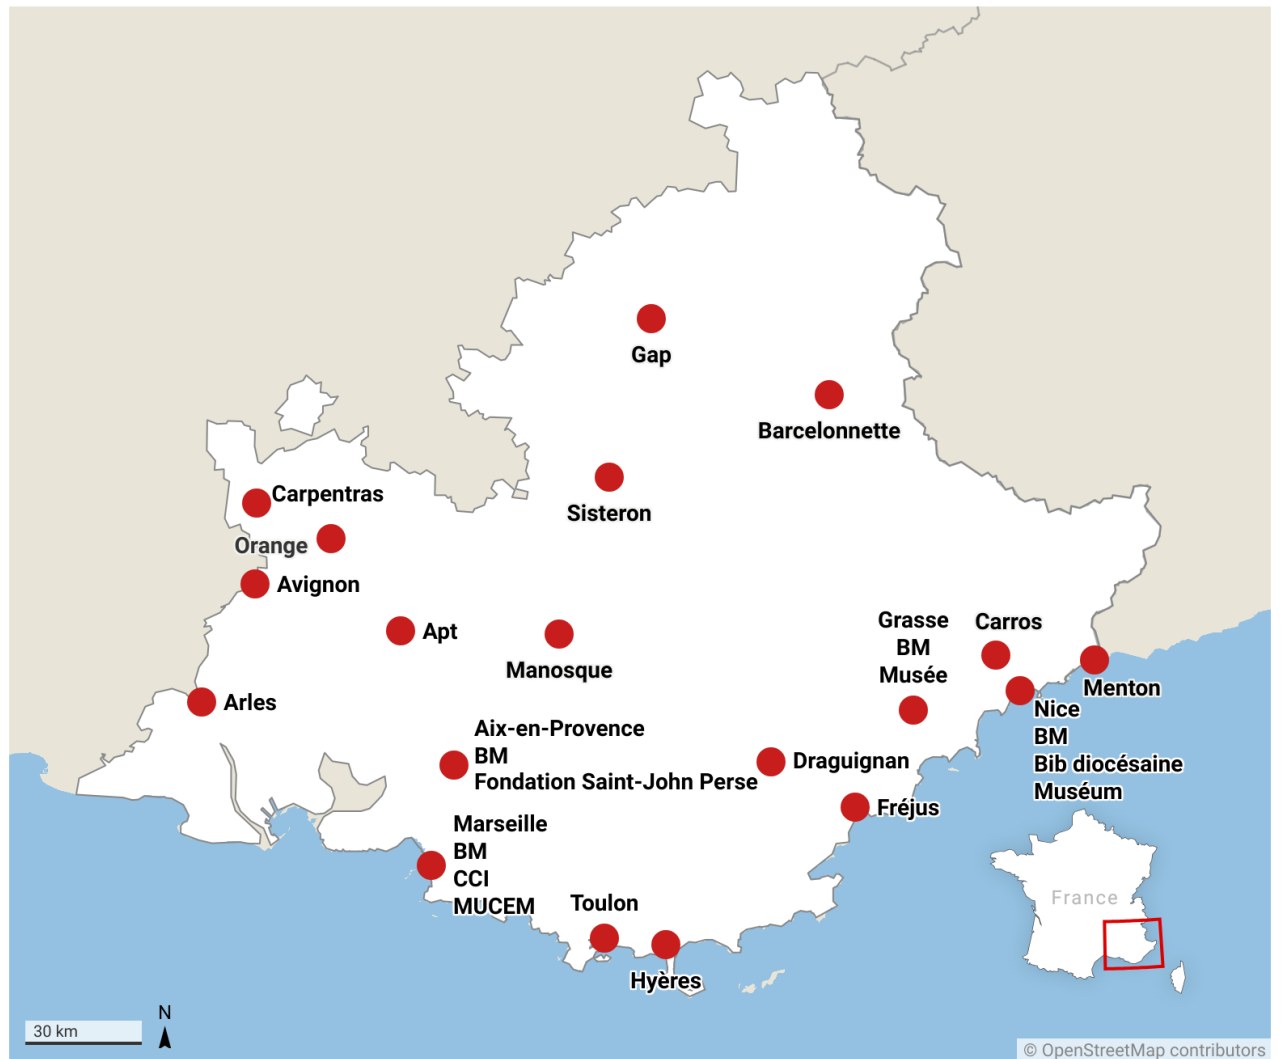 Gap
Barcelonnette
Sisteron
Carpentras
Orange
Avignon
Apt
Manosque
Grasse
BM
Musée
Carros
Menton
Arles
Nice
BM
Bib diocésaine
Muséum
Aix-en-Provence
BM
Fondation Saint-John Perse
Draguignan
Fréjus
Marseille
BM
CCI
MUCEM
Toulon
Hyères
France
N
30 km
© OpenStreetMap contributors